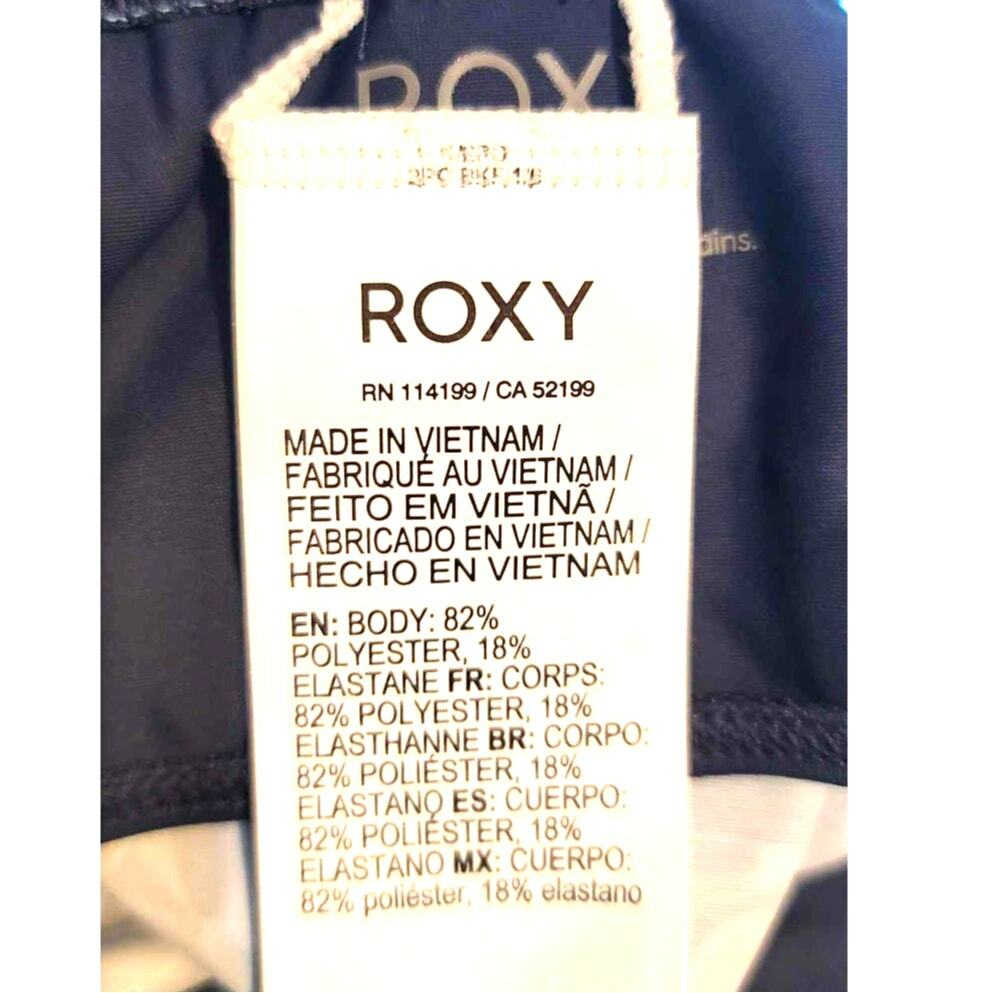 ROXY
dins.
ROXY
RN 114199 / CA 52199
MADE IN VIETNAM /
FABRIQUÉ AU VIETNAM /
FEITO EM VIETNÃ /
FABRICADO EN VIETNAM /
HECHO EN VIETNAM
EN: BODY: 82%
POLYESTER, 18%
ELASTANE FR: CORPS:
82% POLYESTER, 18%
ELASTHANNE BR: CORPO:
82% POLIÉSTER, 18%
ELASTANO ES: CUERPO:
82% POLIÉSTER, 18%
ELASTANO MX: CUERPO:
82% poliéster, 18% elastano